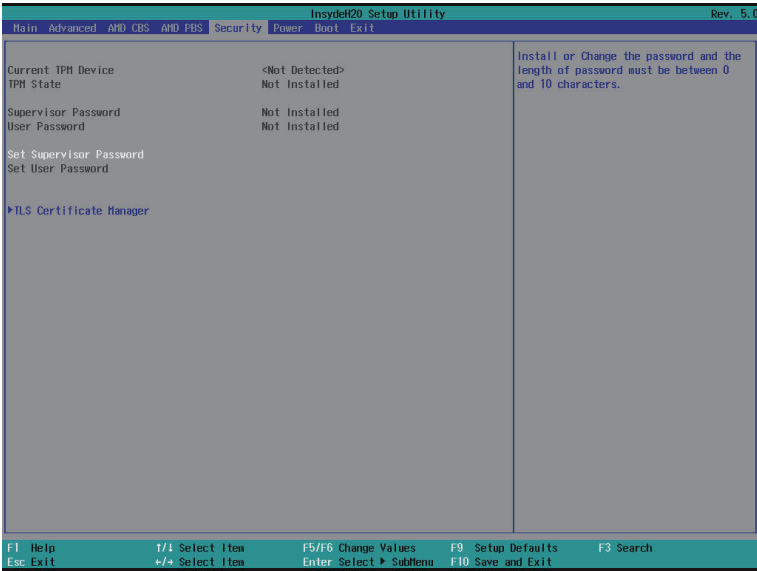 InsydeH20 Setup Utility Rev. 5.0
Main Advanced AMD CBS AMD PBS Security Power Boot Exit
Current TPM Device <Not Detected>
TPM State Not Installed
Supervisor Password Not Installed
User Password Not Installed
Set Supervisor Password
Set User Password
▶TLS Certificate Manager
Install or Change the password and the
length of password must be between 0
and 10 characters.
F1 Help ↑/↓ Select Item F5/F6 Change Values F9 Setup Defaults F3 Search
Esc Exit ←/→ Select Item Enter Select ▶ SubMenu F10 Save and Exit